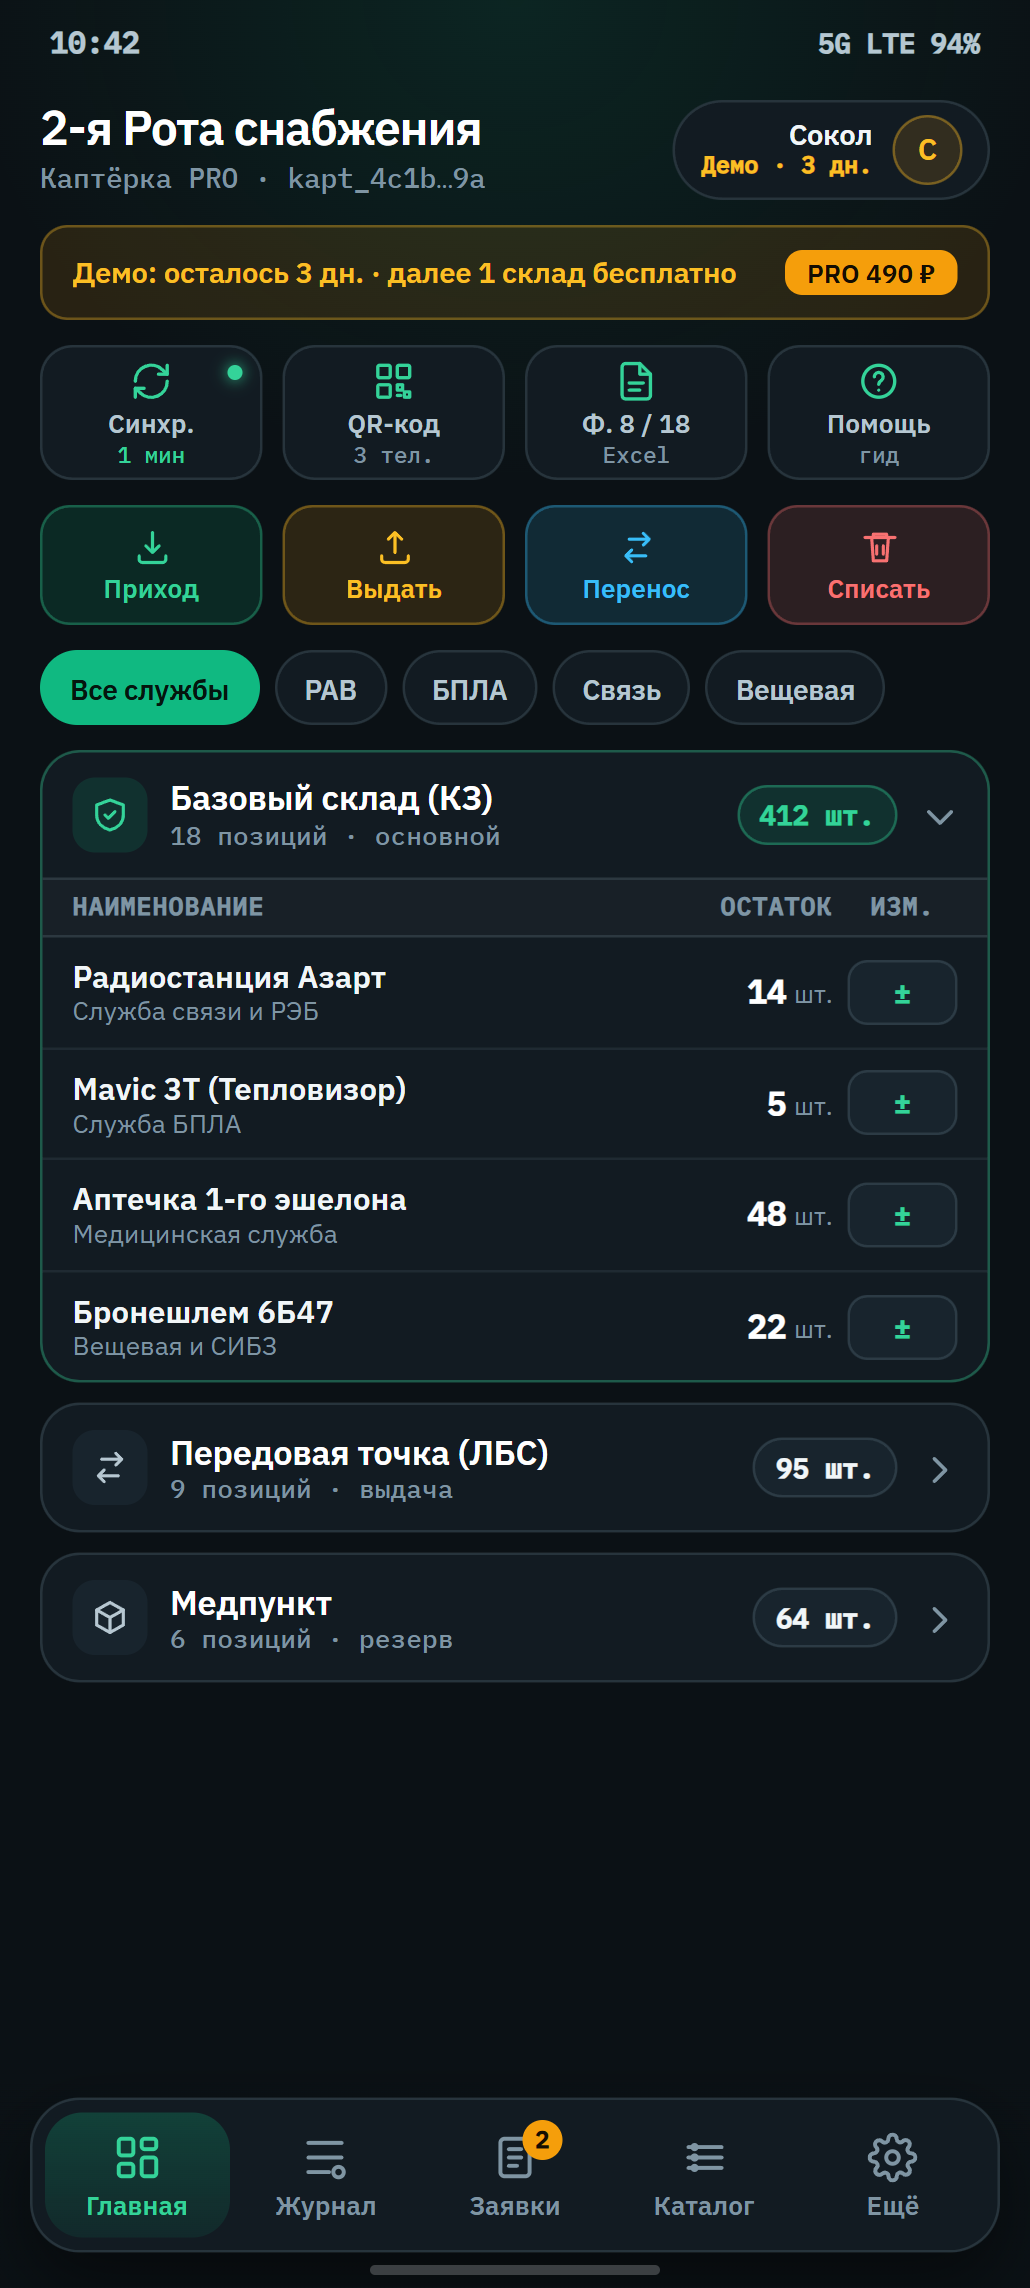 10:42
5G LTE 94%
2-я Рота снабжения
Каптёрка PRO · kapt_4c1b…9a
Сокол
Демо · 3 дн.
С
Демо: осталось 3 дн. · далее 1 склад бесплатно
PRO 490 ₽
Синхр.
1 мин
QR-код
3 тел.
Ф. 8 / 18
Excel
Помощь
гид
Приход
Выдать
Перенос
Списать
Все службы
РАВ
БПЛА
Связь
Вещевая
Базовый склад (КЗ)
18 позиций · основной
412 шт.
НАИМЕНОВАНИЕ
ОСТАТОК
ИЗМ.
Радиостанция Азарт
Служба связи и РЭБ
14 шт.
±
Mavic 3T (Тепловизор)
Служба БПЛА
5 шт.
±
Аптечка 1-го эшелона
Медицинская служба
48 шт.
±
Бронешлем 6Б47
Вещевая и СИБЗ
22 шт.
±
Передовая точка (ЛБС)
9 позиций · выдача
95 шт.
Медпункт
6 позиций · резерв
64 шт.
Главная
Журнал
2
Заявки
Каталог
Ещё